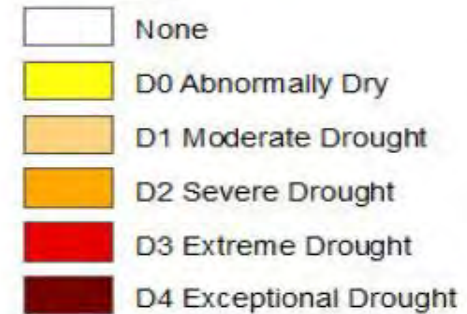 None
D0 Abnormally Dry
D1 Moderate Drought
D2 Severe Drought
D3 Extreme Drought
D4 Exceptional Drought